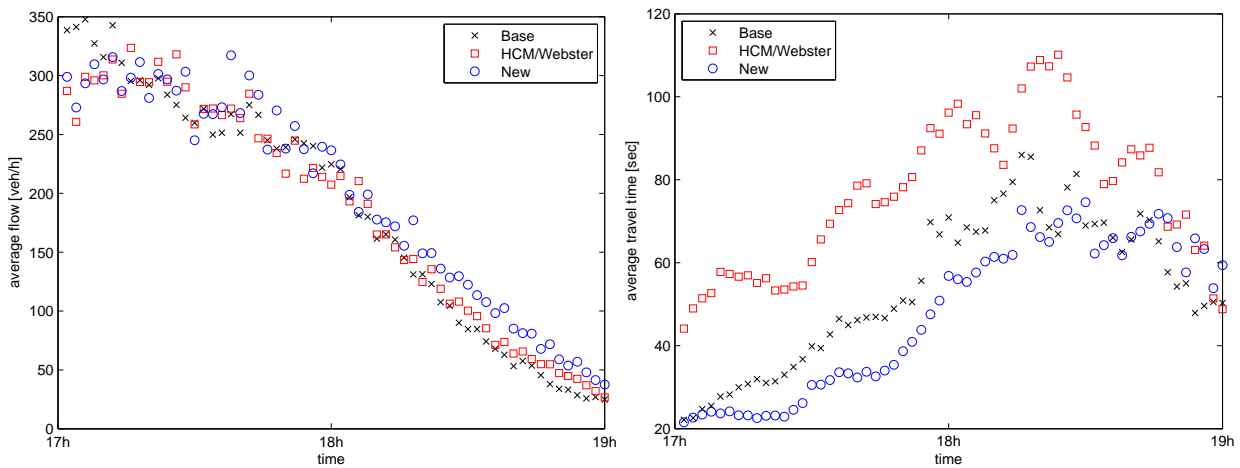 350
300
250
200
150
100
50
0
average flow [veh/h]
Base
HCM/Webster
New
17h
18h
19h
time
120
100
80
60
40
20
average travel time [sec]
Base
HCM/Webster
New
17h
18h
19h
time